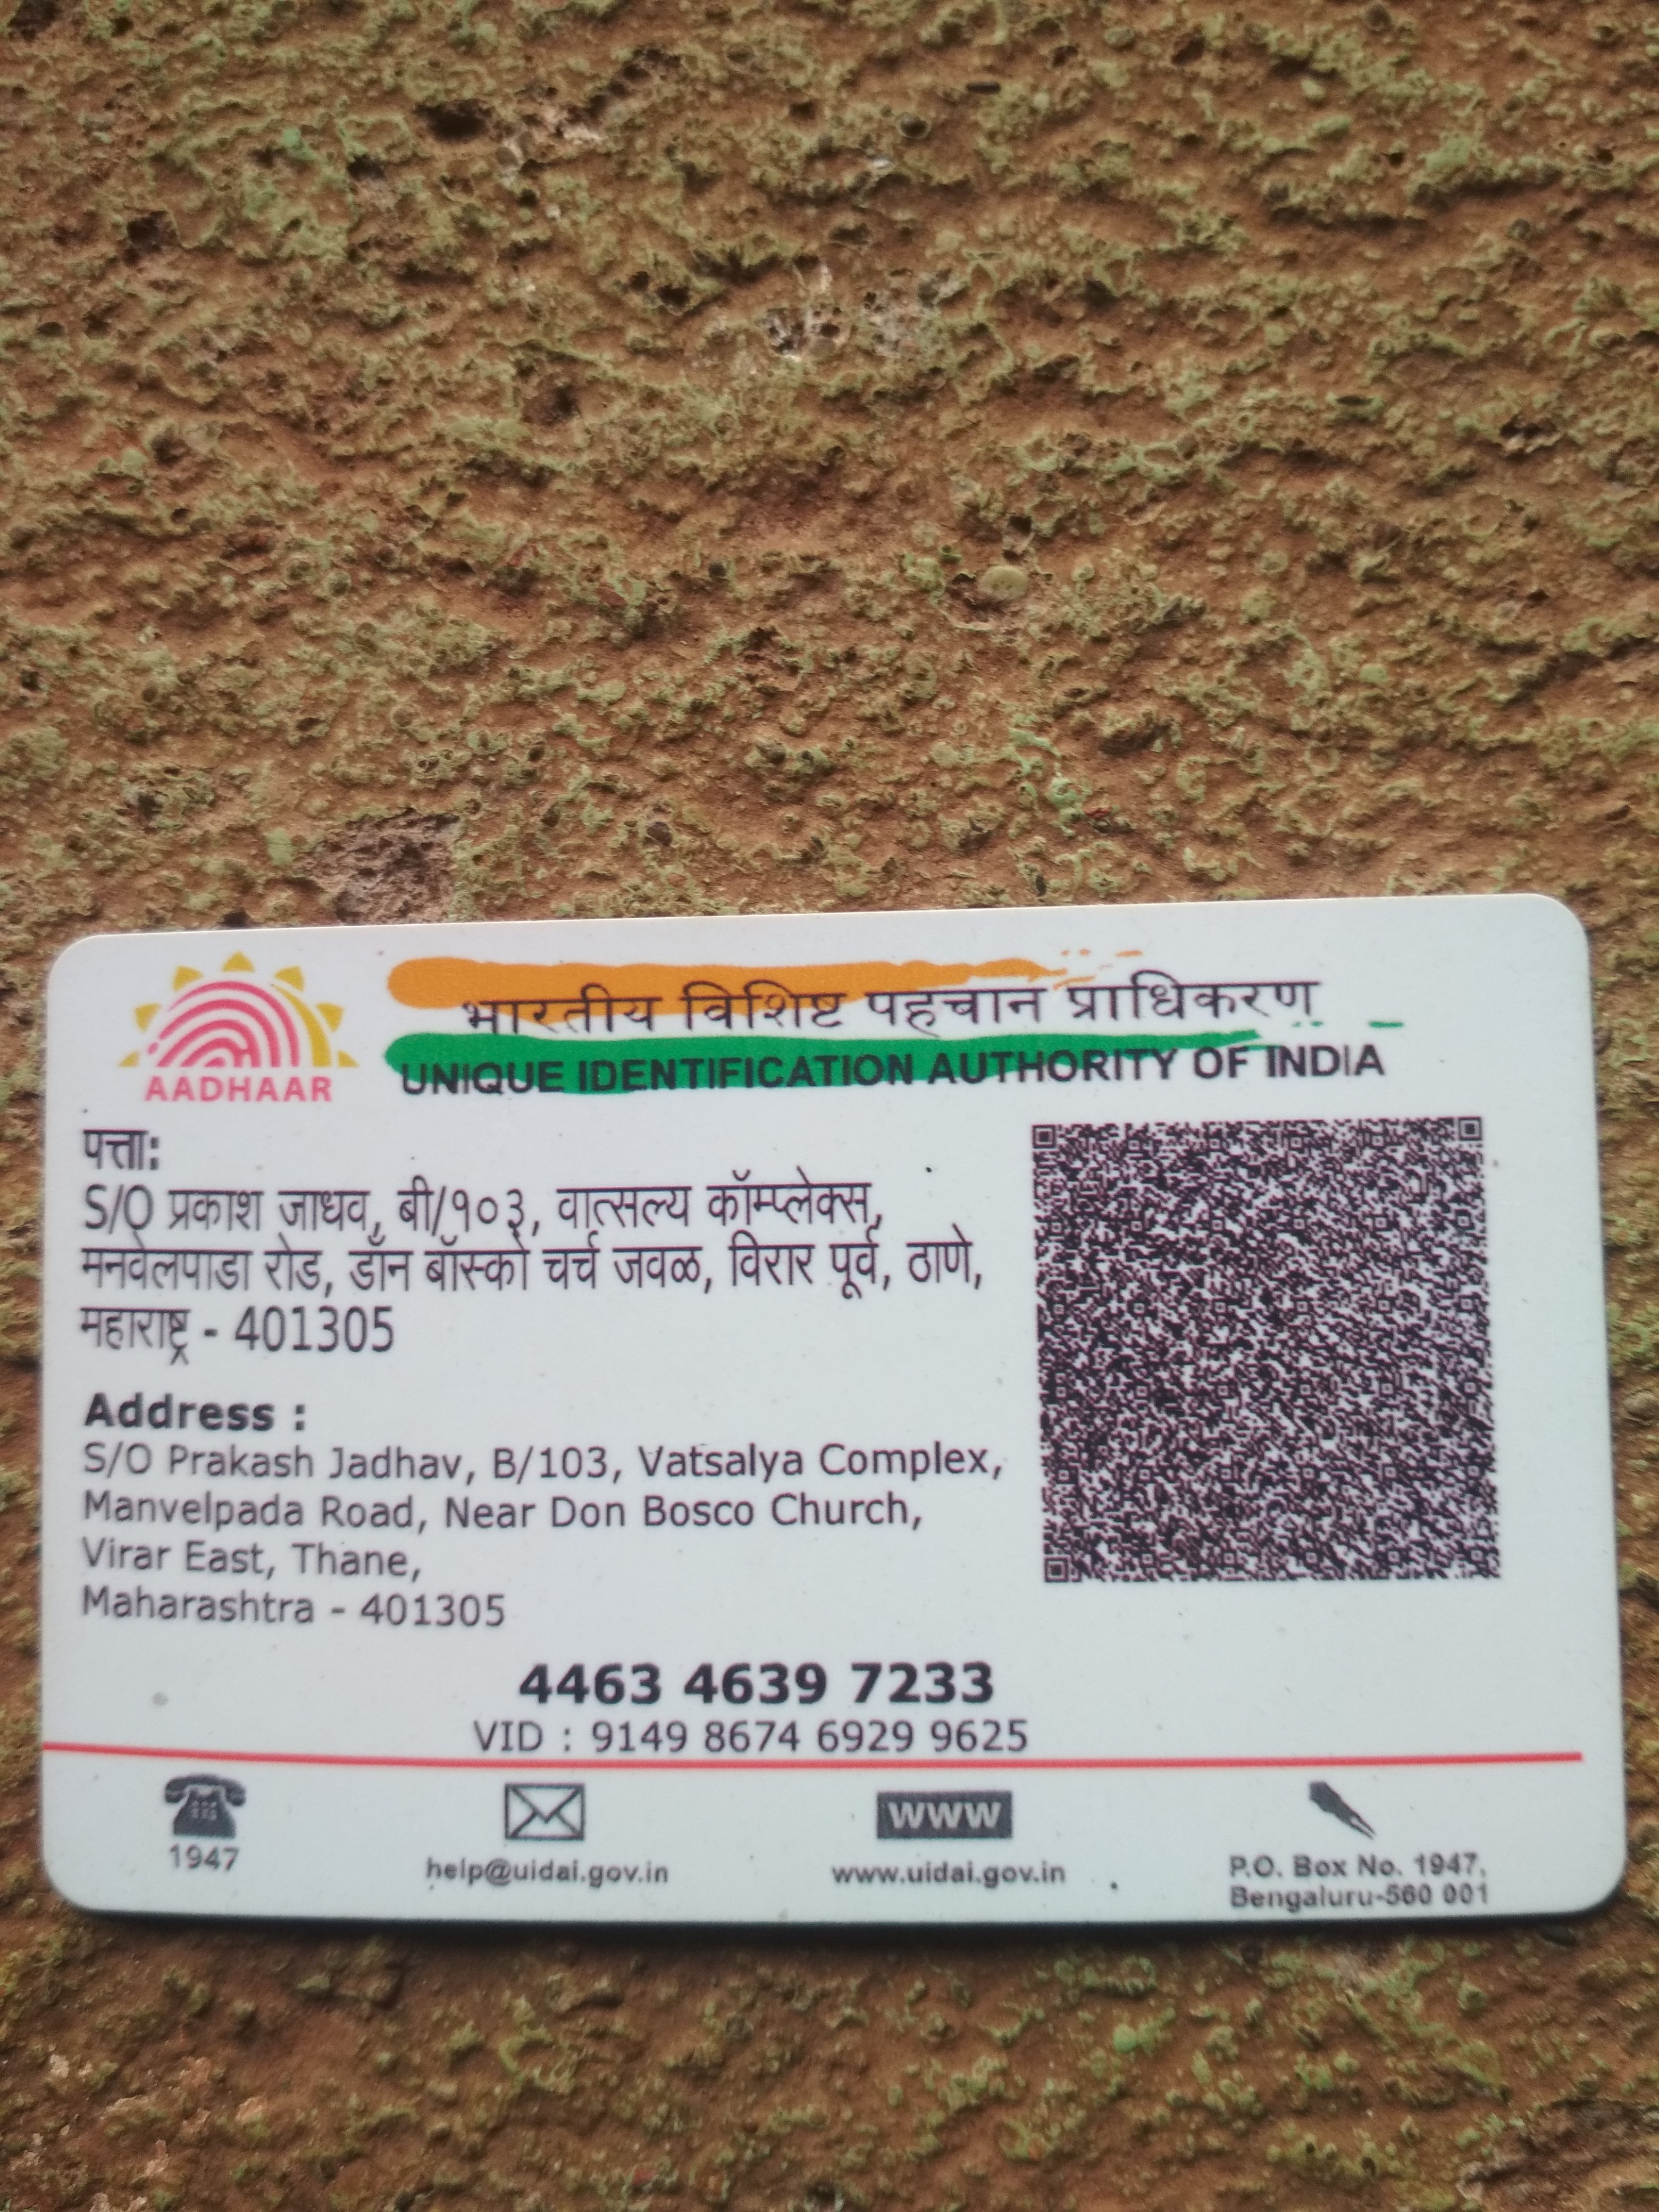 भारतीय विशिष्ट पहचान प्राधिकरण
UNIQUE IDENTIFICATION AUTHORITY OF INDIA
AADHAAR
पत्ता:
S/O प्रकाश जाधव, बी/१०३, वात्सल्य कॉम्प्लेक्स,
मनवेलपाडा रोड, डॉन बॉस्को चर्च जवळ, विरार पूर्व, ठाणे,
महाराष्ट्र - 401305
Address :
S/O Prakash Jadhav, B/103, Vatsalya Complex,
Manvelpada Road, Near Don Bosco Church,
Virar East, Thane,
Maharashtra - 401305
4463 4639 7233
VID : 9149 8674 6929 9625
1947
help@uidai.gov.in
www
www.uidai.gov.in
P.O. Box No. 1947,
Bengaluru-560 001